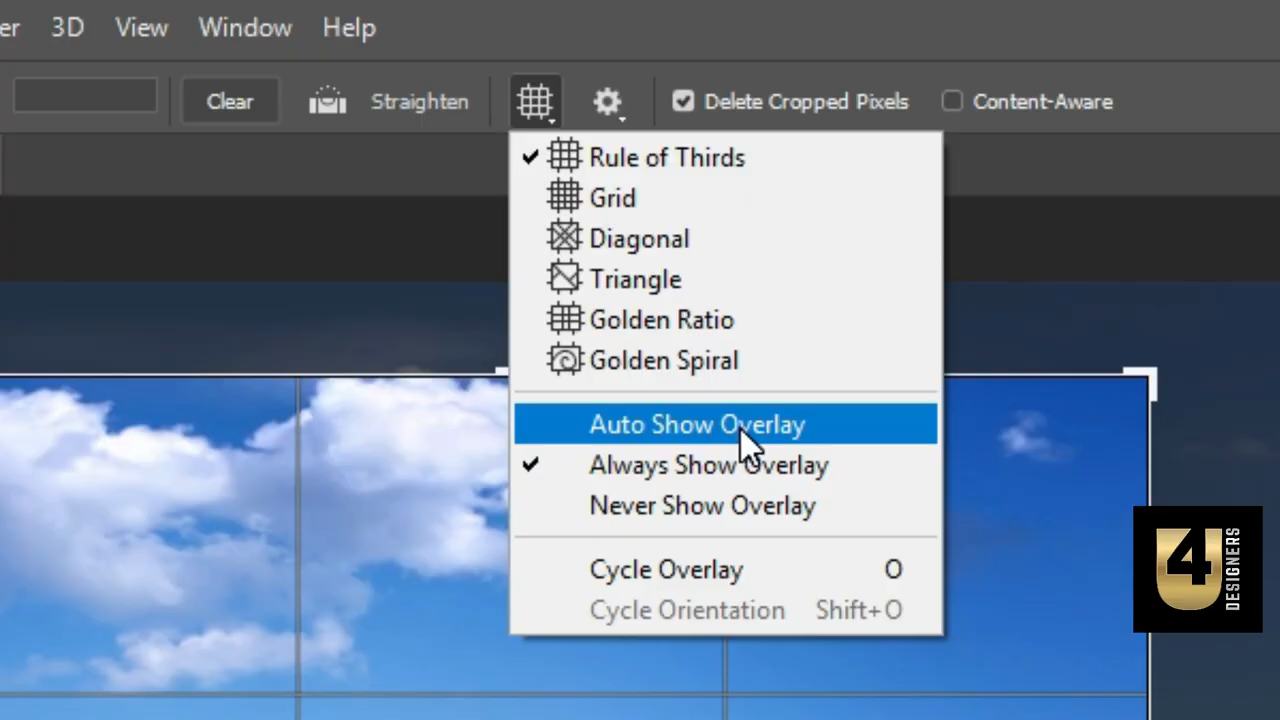 er 3D View Window Help
Clear Straighten Delete Cropped Pixels Content-Aware
Rule of Thirds
Grid
Diagonal
Triangle
Golden Ratio
Golden Spiral
Auto Show Overlay
Always Show Overlay
Never Show Overlay
Cycle Overlay O
Cycle Orientation Shift+O
U4 DESIGNERS